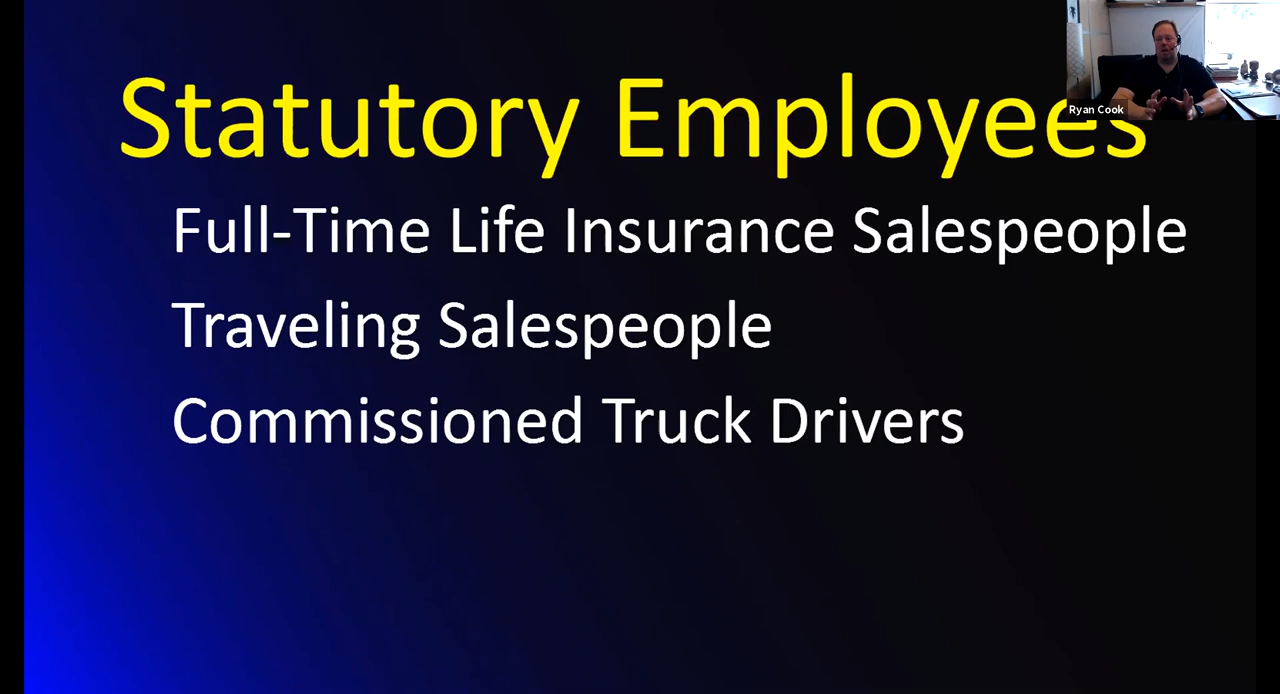 Statutory Employees
Ryan Cook
Full-Time Life Insurance Salespeople
Traveling Salespeople
Commissioned Truck Drivers